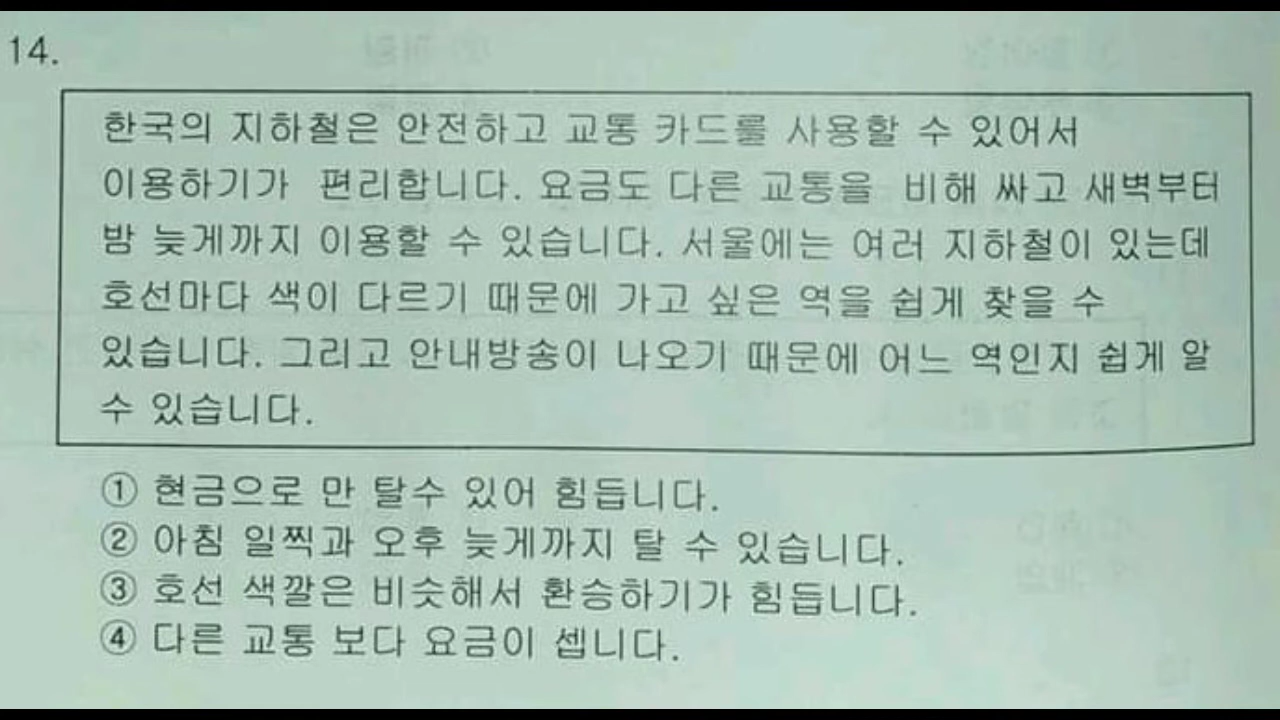 14.
한국의 지하철은 안전하고 교통 카드를 사용할 수 있어서
이용하기가 편리합니다. 요금도 다른 교통을 비해 싸고 새벽부터
밤 늦게까지 이용할 수 있습니다. 서울에는 여러 지하철이 있는데
호선마다 색이 다르기 때문에 가고 싶은 역을 쉽게 찾을 수
있습니다. 그리고 안내방송이 나오기 때문에 어느 역인지 쉽게 알
수 있습니다.
① 현금으로 만 탈수 있어 힘듭니다.
② 아침 일찍과 오후 늦게까지 탈 수 있습니다.
③ 호선 색깔은 비슷해서 환승하기가 힘듭니다.
④ 다른 교통 보다 요금이 셉니다.